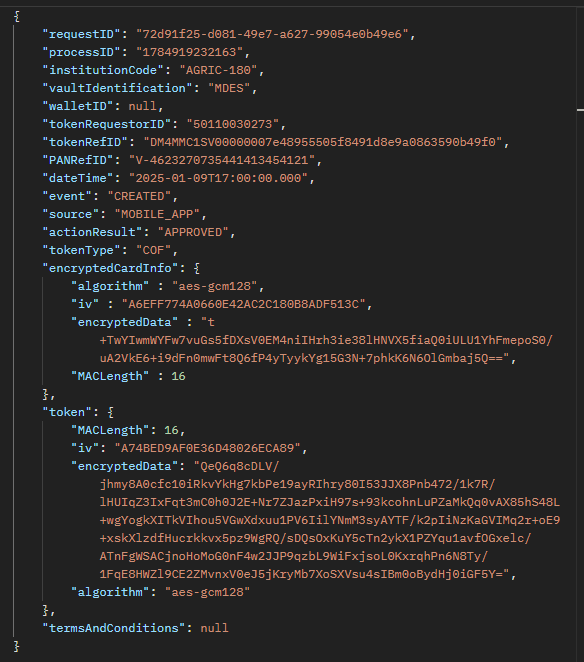 {
"requestID": "72d91f25-d081-49e7-a627-99054e0b49e6",
"processID": "1784919232163",
"institutionCode": "AGRIC-180",
"vaultIdentification": "MDES",
"walletID": null,
"tokenRequestorID": "50110030273",
"tokenRefID": "DM4MMC1SV00000007e48955505f8491d8e9a0863590b49f0",
"PANRefID": "V-4623270735441413454121",
"dateTime": "2025-01-09T17:00:00.000",
"event": "CREATED",
"source": "MOBILE_APP",
"actionResult": "APPROVED",
"tokenType": "COF",
"encryptedCardInfo": {
"algorithm" : "aes-gcm128",
"iv" : "A6EFF774A0660E42AC2C180B8ADF513C",
"encryptedData" : "t
+TwYIwmWYFw7vuGs5fDXsV0EM4niIHrh3ie38lHNVX5fiaQ0iULU1YhFmepoS0/
uA2VkE6+i9dFn0mwFt8Q6fP4yTyykYg15G3N+7phkK6N6OlGmbaj5Q==",
"MACLength" : 16
},
"token": {
"MACLength": 16,
"iv": "A74BED9AF0E36D48026ECA89",
"encryptedData": "QeQ6q8cDLV/
jhmy8A0cfc10iRkvYkHg7kbPe19ayRIhry80I53JJX8Pnb472/1k7R/
lHUIqZ3IxFqt3mC0h0J2E+Nr7ZJazPxiH97s+93kcohnLuPZaMkQq0vAX85hS48L
+wgYogkXITkVIhou5VGWXdxuu1PV6IilYNmM3syAYTF/k2pIiNzKaGVIMq2r+oE9
+xskXlzdfHucrkkvx5pz9WgRQ/sDQsOxKuY5cTn2ykX1PZYqu1avfOGxelc/
ATnFgWSACjnoHoMoG0nF4w2JJP9qzbL9WiFxjsoL0KxrqhPn6N8Ty/
1FqE8HWZl9CE2ZMvnxV0eJ5jKryMb7XoSXVsu4sIBm0oBydHj0iGF5Y=",
"algorithm": "aes-gcm128"
},
"termsAndConditions": null
}